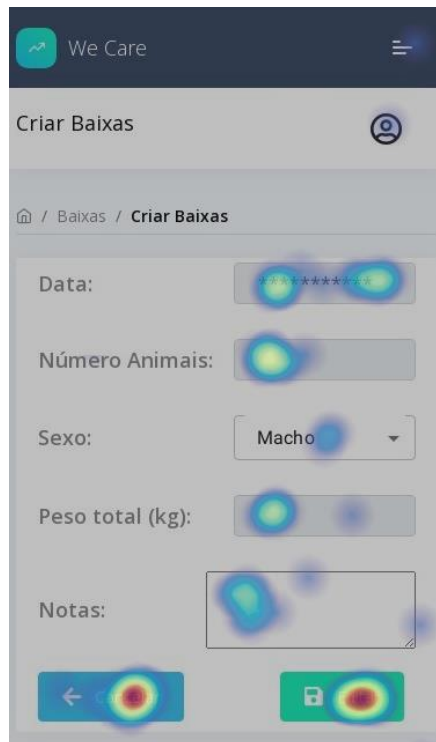 We Care
Criar Baixas
/ Baixas / Criar Baixas
Data: ***********
Número Animais:
Sexo: Macho
Peso total (kg):
Notas: